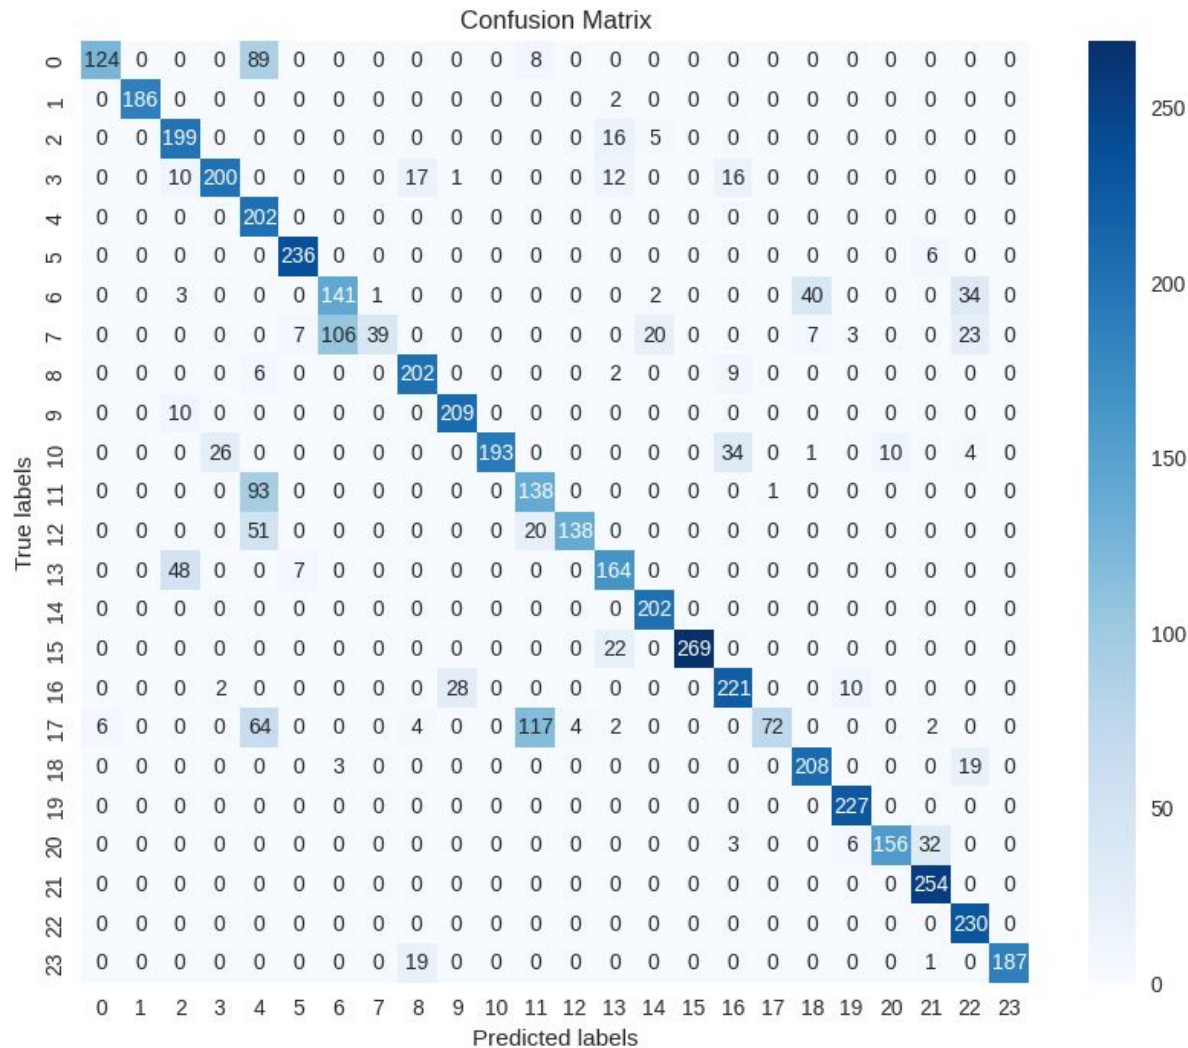 Confusion Matrix
0 124 0 0 0 89 0 0 0 0 0 0 8 0 0 0 0 0 0 0 0 0 0 0 0
1 0 186 0 0 0 0 0 0 0 0 0 0 0 2 0 0 0 0 0 0 0 0 0 0
2 0 0 199 0 0 0 0 0 0 0 0 0 0 16 5 0 0 0 0 0 0 0 0 0
3 0 0 10 200 0 0 0 0 17 1 0 0 0 12 0 0 16 0 0 0 0 0 0 0
4 0 0 0 0 202 0 0 0 0 0 0 0 0 0 0 0 0 0 0 0 0 0 0 0
5 0 0 0 0 0 236 0 0 0 0 0 0 0 0 0 0 0 0 0 0 0 6 0 0
6 0 0 3 0 0 0 141 1 0 0 0 0 0 0 2 0 0 0 40 0 0 0 34 0
7 0 0 0 0 0 7 106 39 0 0 0 0 0 0 20 0 0 0 7 3 0 0 23 0
8 0 0 0 0 6 0 0 0 202 0 0 0 0 2 0 0 9 0 0 0 0 0 0 0
9 0 0 10 0 0 0 0 0 0 209 0 0 0 0 0 0 0 0 0 0 0 0 0 0
10 0 0 0 26 0 0 0 0 0 0 193 0 0 0 0 0 34 0 1 0 10 0 4 0
11 0 0 0 0 93 0 0 0 0 0 0 138 0 0 0 0 0 1 0 0 0 0 0 0
12 0 0 0 0 51 0 0 0 0 0 0 20 138 0 0 0 0 0 0 0 0 0 0 0
13 0 0 48 0 0 7 0 0 0 0 0 0 0 164 0 0 0 0 0 0 0 0 0 0
14 0 0 0 0 0 0 0 0 0 0 0 0 0 0 202 0 0 0 0 0 0 0 0 0
15 0 0 0 0 0 0 0 0 0 0 0 0 0 22 0 269 0 0 0 0 0 0 0 0
16 0 0 0 2 0 0 0 0 0 28 0 0 0 0 0 0 221 0 0 10 0 0 0 0
17 6 0 0 0 64 0 0 0 4 0 0 117 4 2 0 0 0 72 0 0 0 2 0 0
18 0 0 0 0 0 0 3 0 0 0 0 0 0 0 0 0 0 0 208 0 0 0 19 0
19 0 0 0 0 0 0 0 0 0 0 0 0 0 0 0 0 0 0 0 227 0 0 0 0
20 0 0 0 0 0 0 0 0 0 0 0 0 0 0 0 0 3 0 0 6 156 32 0 0
21 0 0 0 0 0 0 0 0 0 0 0 0 0 0 0 0 0 0 0 0 0 254 0 0
22 0 0 0 0 0 0 0 0 0 0 0 0 0 0 0 0 0 0 0 0 0 0 230 0
23 0 0 0 0 0 0 0 0 19 0 0 0 0 0 0 0 0 0 0 0 0 1 0 187
0 1 2 3 4 5 6 7 8 9 10 11 12 13 14 15 16 17 18 19 20 21 22 23
Predicted labels
True labels
250
200
150
100
50
0